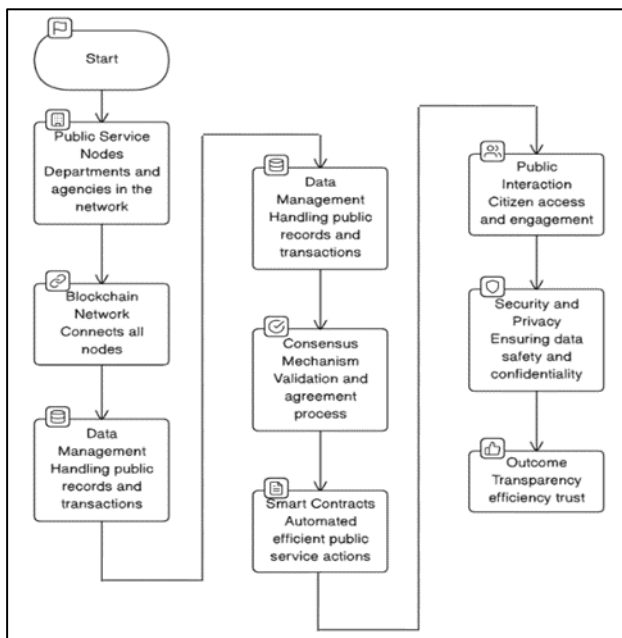 Start
Public Service
Nodes
Departments and
agencies in the
network
Blockchain
Network
Connects all
nodes
Data
Management
Handling public
records and
transactions
Data
Management
Handling public
records and
transactions
Consensus
Mechanism
Validation and
agreement
process
Smart Contracts
Automated
efficient public
service actions
Public
Interaction
Citizen access
and engagement
Security and
Privacy
Ensuring data
safety and
confidentiality
Outcome
Transparency
efficiency trust